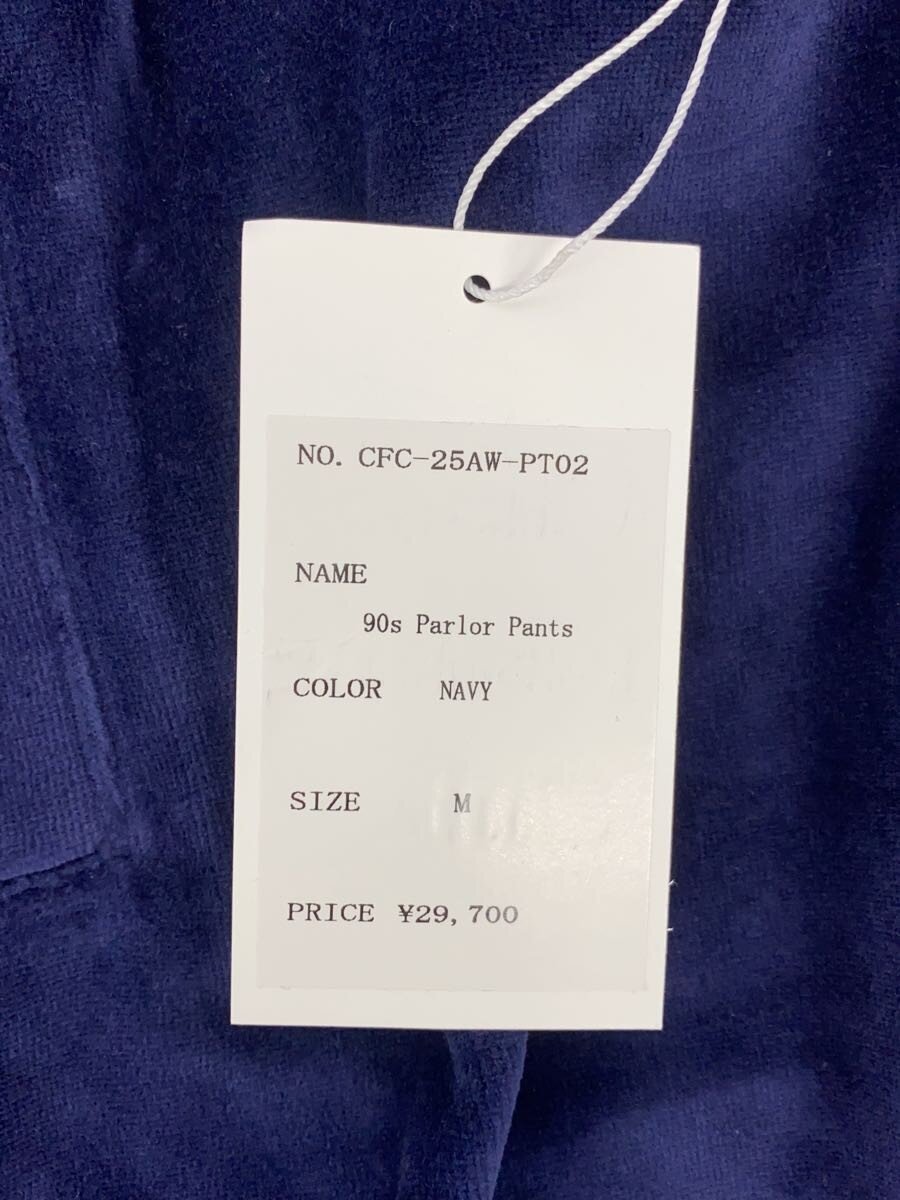 NO. CFC-25AW-PT02
NAME
90s Parlor Pants
COLOR NAVY
SIZE M
PRICE ¥29,700